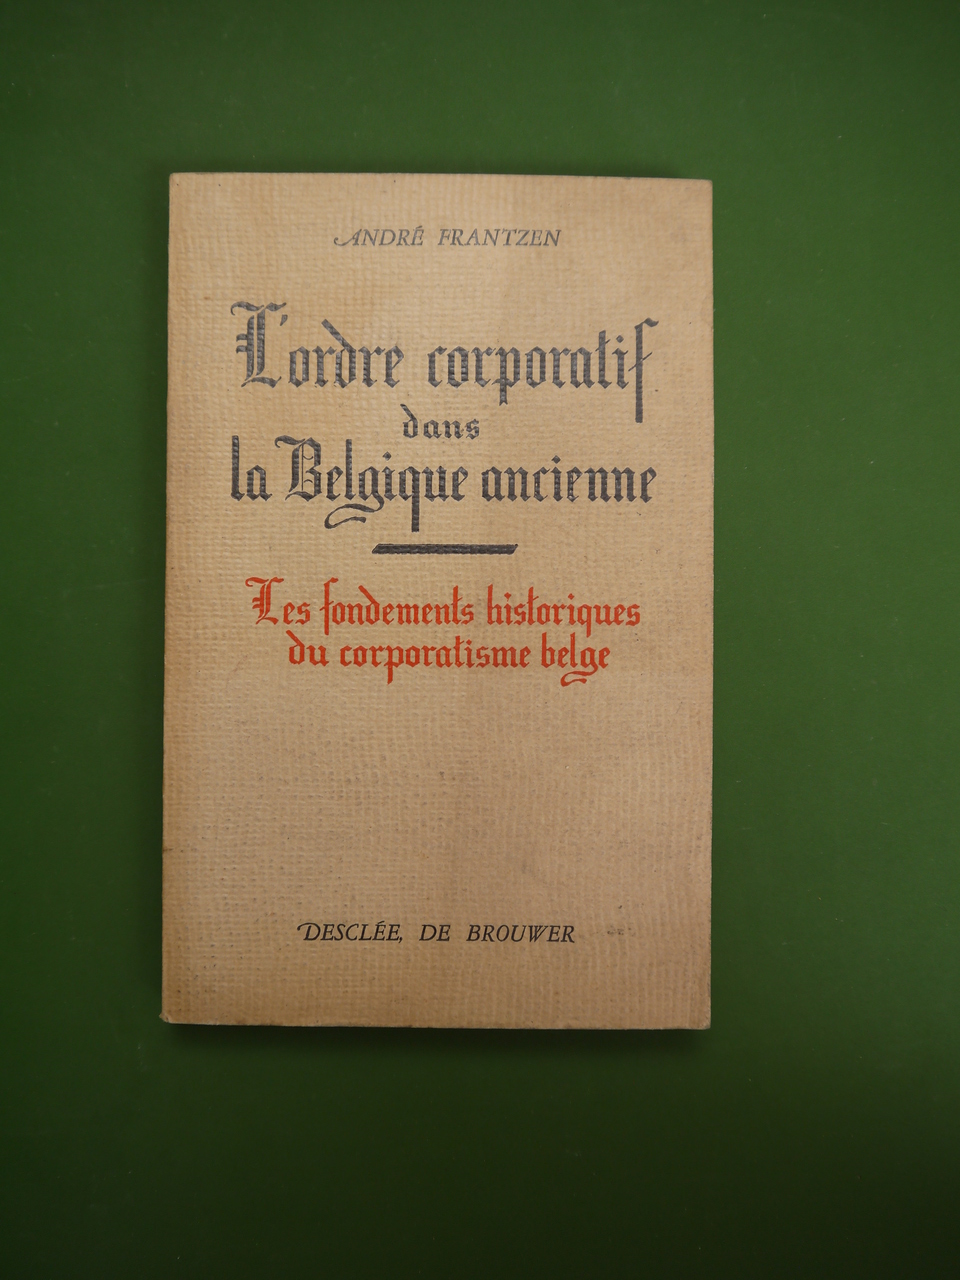 ANDRÉ FRANTZEN
L'ordre corporatif
dans
la Belgique ancienne
Les fondements historiques
du corporatisme belge
DESCLÉE, DE BROUWER